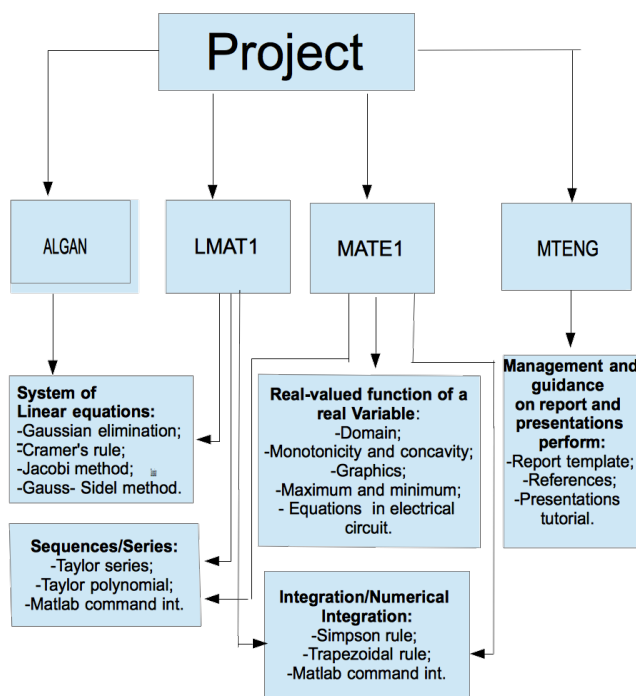 Project
ALGAN
LMAT1
MATE1
MTENG
System of
Linear equations:
-Gaussian elimination;
-Cramer's rule;
-Jacobi method;
-Gauss- Sidel method.
Real-valued function of a
real Variable:
-Domain;
-Monotonicity and concavity;
-Graphics;
-Maximum and minimum;
- Equations in electrical
circuit.
Management and
guidance
on report and
presentations
perform:
-Report template;
-References;
-Presentations
tutorial.
Sequences/Series:
-Taylor series;
-Taylor polynomial;
-Matlab command int.
Integration/Numerical
Integration:
-Simpson rule;
-Trapezoidal rule;
-Matlab command int.